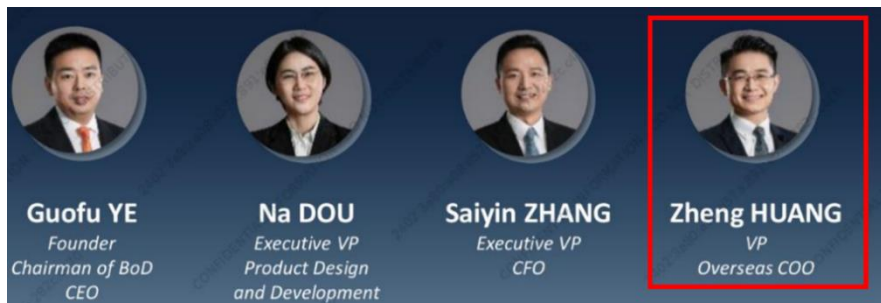 Guofu YE
Founder
Chairman of BoD
CEO
Na DOU
Executive VP
Product Design
and Development
Saiyin ZHANG
Executive VP
CFO
Zheng HUANG
VP
Overseas COO